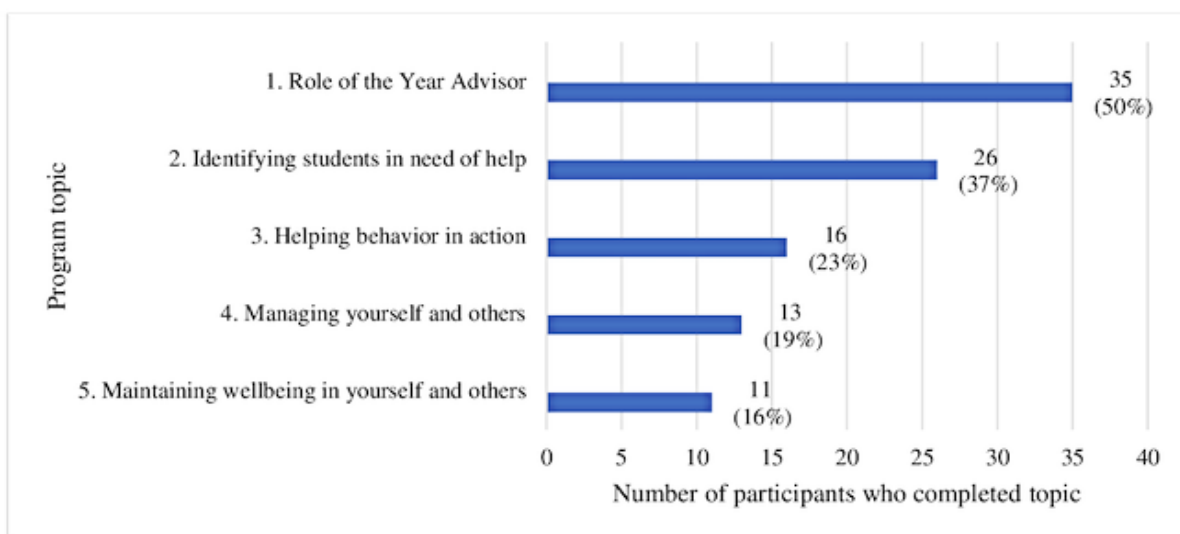 Program topic
1. Role of the Year Advisor
35
(50%)
2. Identifying students in need of help
26
(37%)
3. Helping behavior in action
16
(23%)
4. Managing yourself and others
13
(19%)
5. Maintaining wellbeing in yourself and others
11
(16%)
0 5 10 15 20 25 30 35 40
Number of participants who completed topic